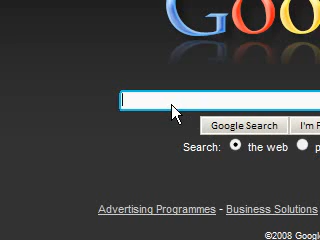 Goo
Google Search I'm F
Search: the web p
Advertising Programmes - Business Solutions
©2008 Google